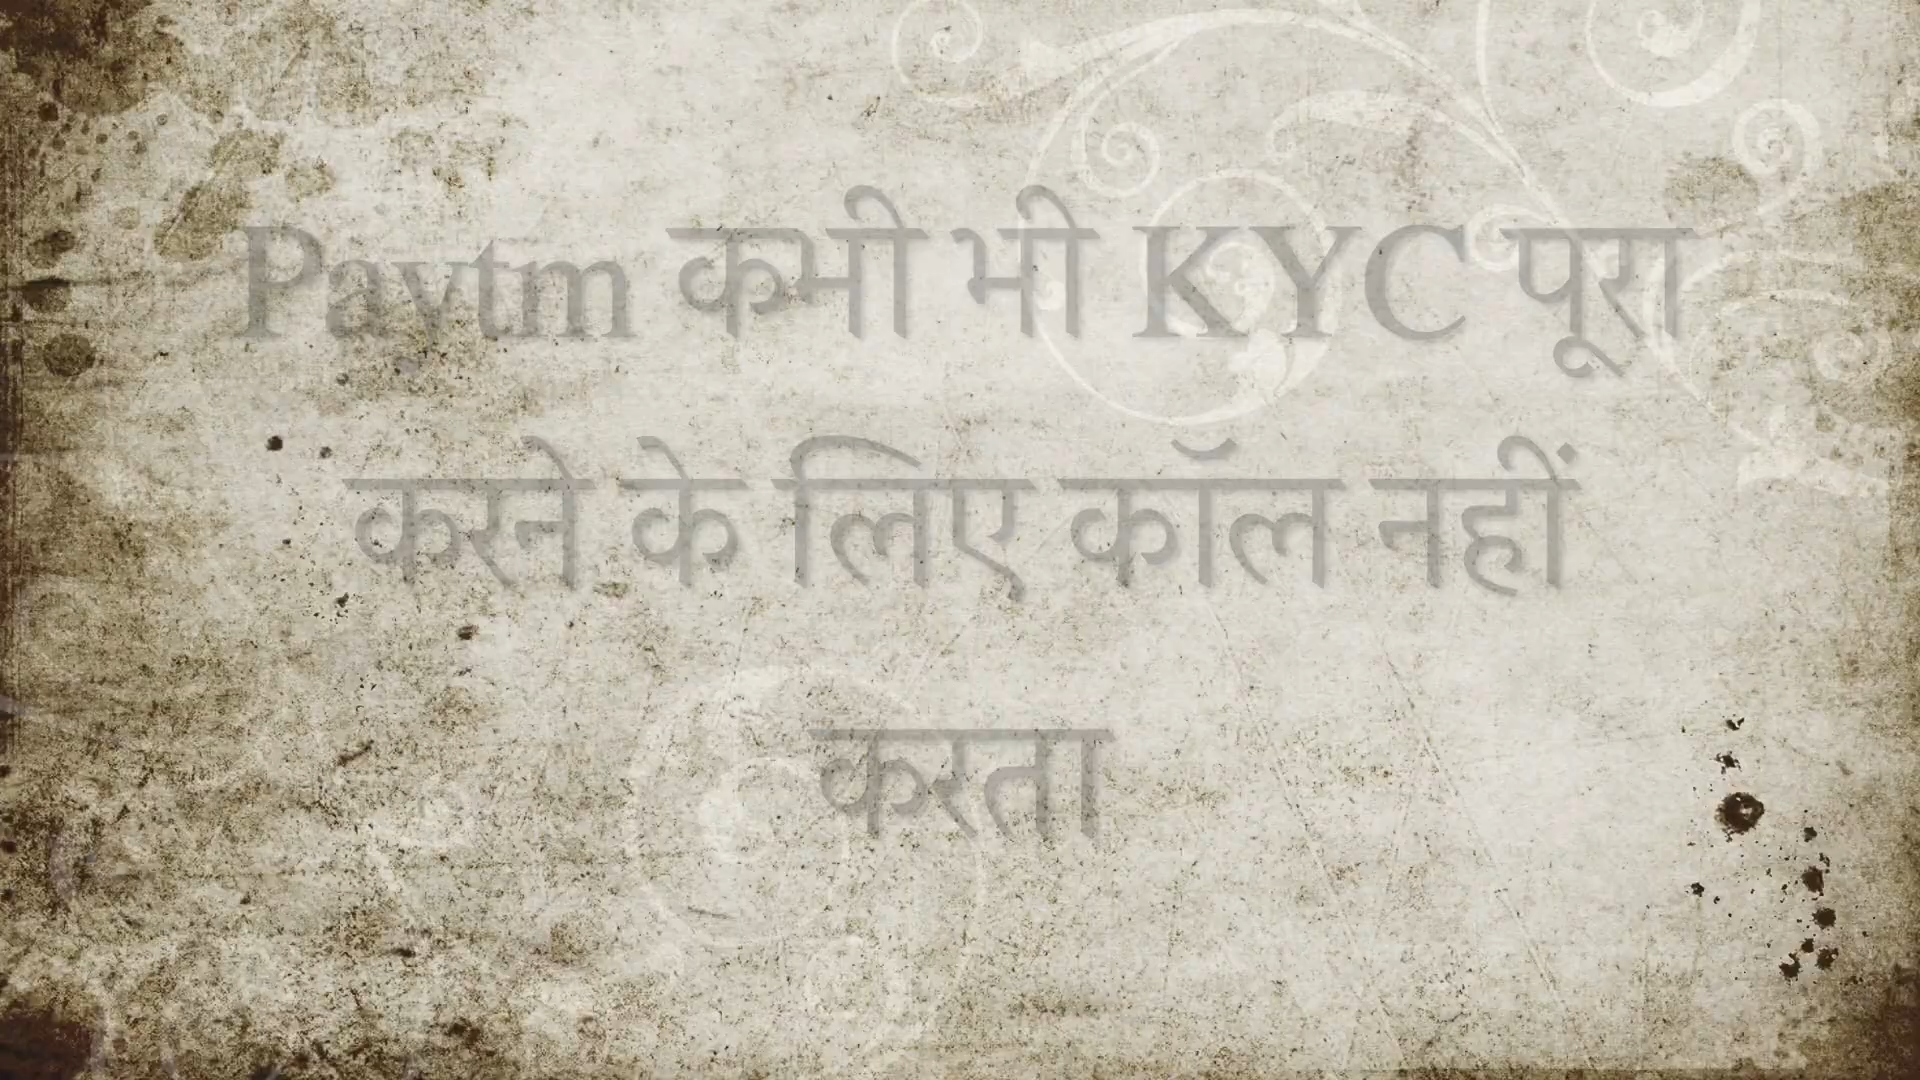 Paytm कभी भी KYC पूरा
करने के लिए कॉल नहीं
करता